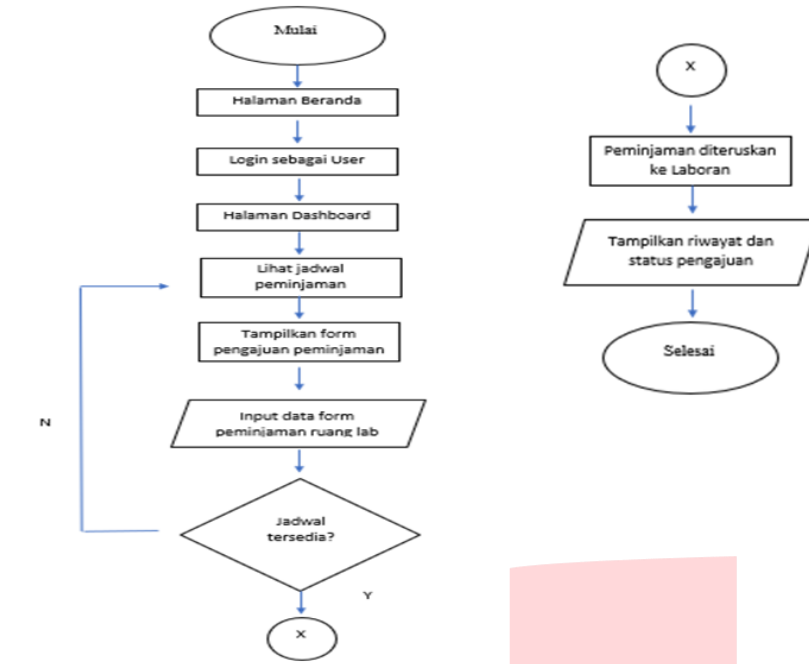 Mulai
Halaman Beranda
Login sebagai User
Halaman Dashboard
Lihat jadwal
peminjaman
Tampilkan form
pengajuan peminjaman
Input data form
peminjaman ruang lab
Jadwal
tersedia?
N
Y
X
X
Peminjaman diteruskan
ke Laboran
Tampilkan riwayat dan
status pengajuan
Selesai